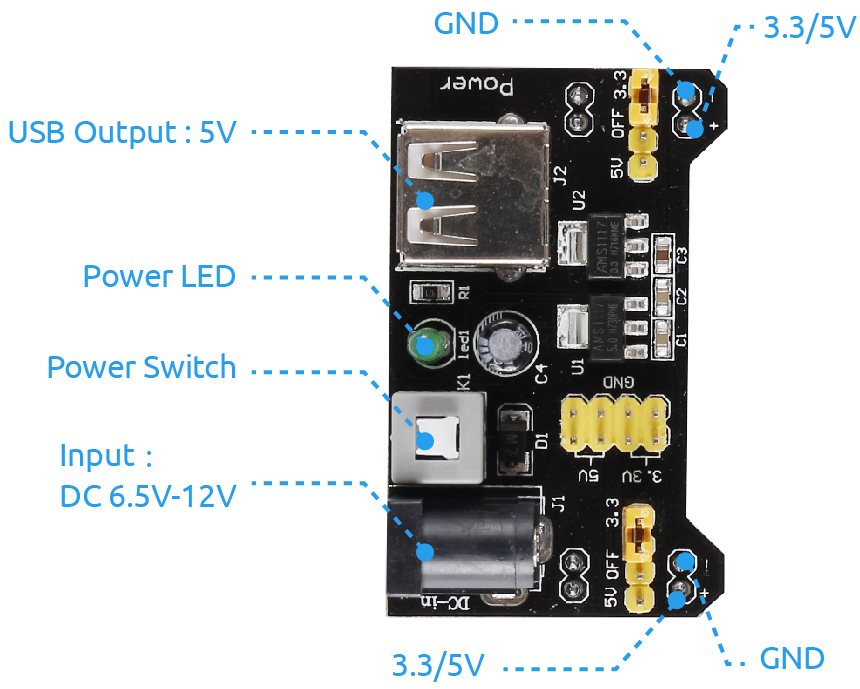 GND
3.3/5V
Power
3.3
-
+
OFF
5V
USB Output : 5V
J2
U2
AMS1117
3.3
C3
Power LED
R1
C2
led1
AMS1117
5.0
C1
U1
C4
Power Switch
K1
GND
D1
Input :
DC 6.5V-12V
5V
3.3V
J1
3.3
OFF
5V
-
+
DC-in
3.3/5V
GND